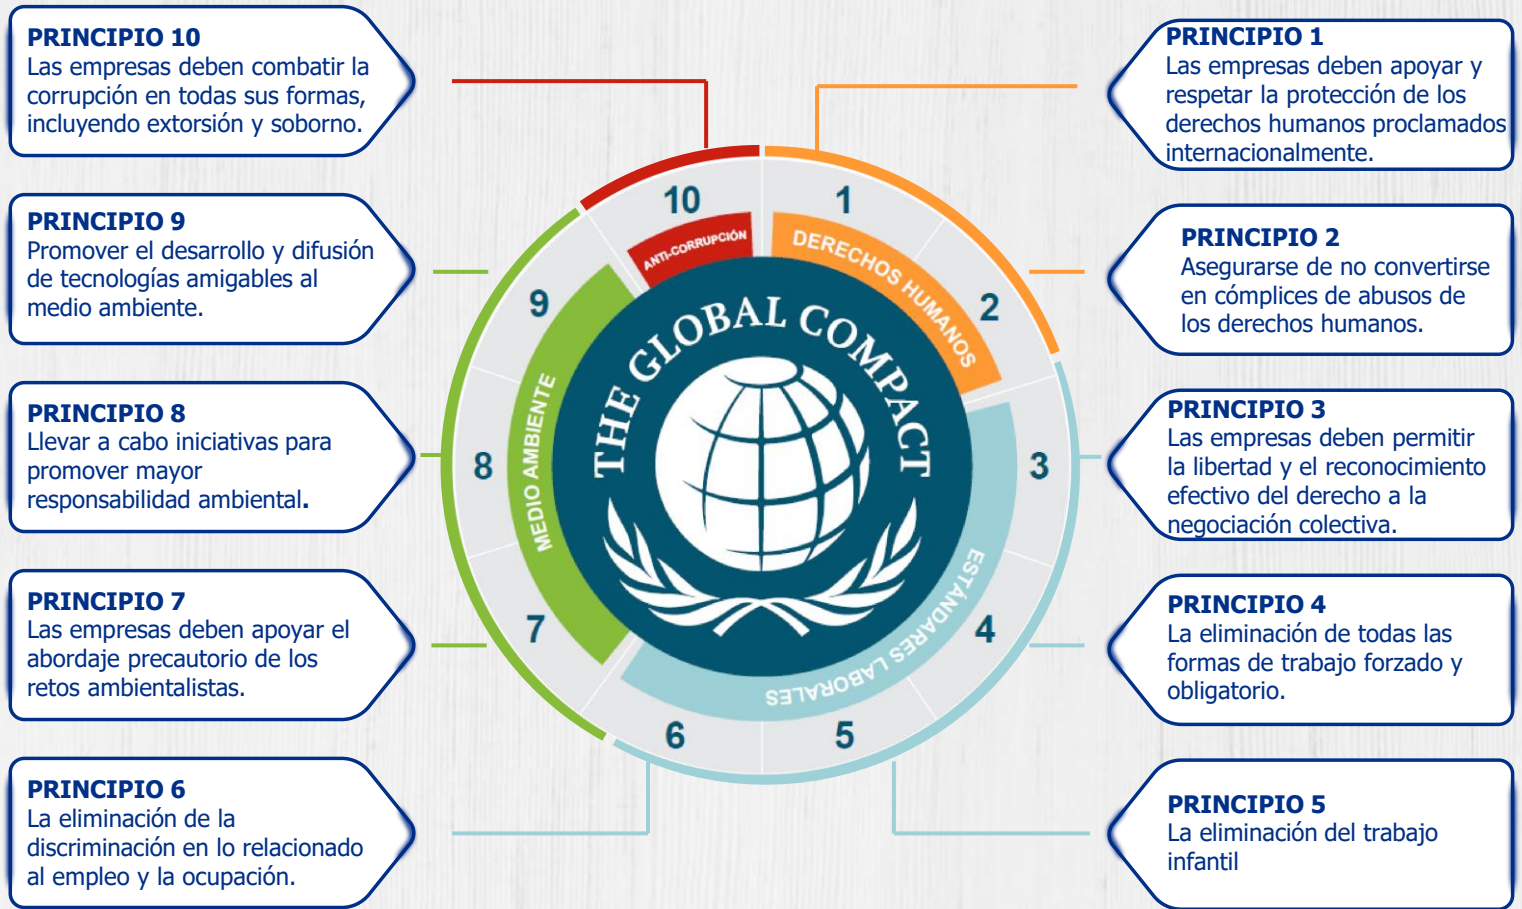 PRINCIPIO 10
Las empresas deben combatir la
corrupción en todas sus formas,
incluyendo extorsión y soborno.
PRINCIPIO 9
Promover el desarrollo y difusión
de tecnologías amigables al
medio ambiente.
PRINCIPIO 8
Llevar a cabo iniciativas para
promover mayor
responsabilidad ambiental.
PRINCIPIO 7
Las empresas deben apoyar el
abordaje precautorio de los
retos ambientalistas.
PRINCIPIO 6
La eliminación de la
discriminación en lo relacionado
al empleo y la ocupación.
10
1
ANTI-CORRUPCIÓN
DERECHOS HUMANOS
9
2
THE GLOBAL COMPACT
MEDIO AMBIENTE
8
3
7
4
ESTÁNDARES LABORALES
6
5
PRINCIPIO 1
Las empresas deben apoyar y
respetar la protección de los
derechos humanos proclamados
internacionalmente.
PRINCIPIO 2
Asegurarse de no convertirse
en cómplices de abusos de
los derechos humanos.
PRINCIPIO 3
Las empresas deben permitir
la libertad y el reconocimiento
efectivo del derecho a la
negociación colectiva.
PRINCIPIO 4
La eliminación de todas las
formas de trabajo forzado y
obligatorio.
PRINCIPIO 5
La eliminación del trabajo
infantil